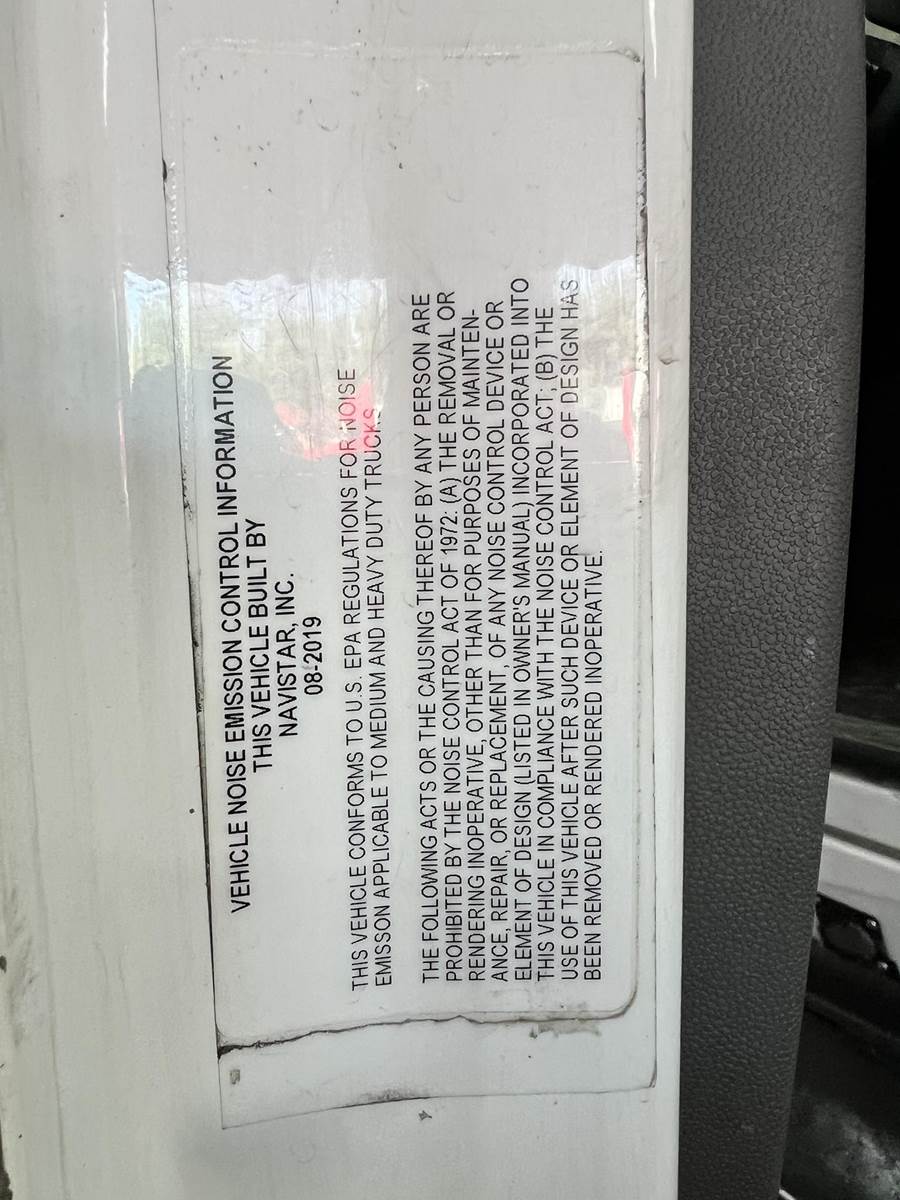 VEHICLE NOISE EMISSION CONTROL INFORMATION
THIS VEHICLE BUILT BY
NAVISTAR, INC.
08-2019
THIS VEHICLE CONFORMS TO U.S. EPA REGULATIONS FOR NOISE
EMISSON APPLICABLE TO MEDIUM AND HEAVY DUTY TRUCKS
THE FOLLOWING ACTS OR THE CAUSING THEREOF BY ANY PERSON ARE
PROHIBITED BY THE NOISE CONTROL ACT OF 1972: (A) THE REMOVAL OR
RENDERING INOPERATIVE, OTHER THAN FOR PURPOSES OF MAINTEN-
ANCE, REPAIR, OR REPLACEMENT, OF ANY NOISE CONTROL DEVICE OR
ELEMENT OF DESIGN (LISTED IN OWNER'S MANUAL) INCORPORATED INTO
THIS VEHICLE IN COMPLIANCE WITH THE NOISE CONTROL ACT; (B) THE
USE OF THIS VEHICLE AFTER SUCH DEVICE OR ELEMENT OF DESIGN HAS
BEEN REMOVED OR RENDERED INOPERATIVE.